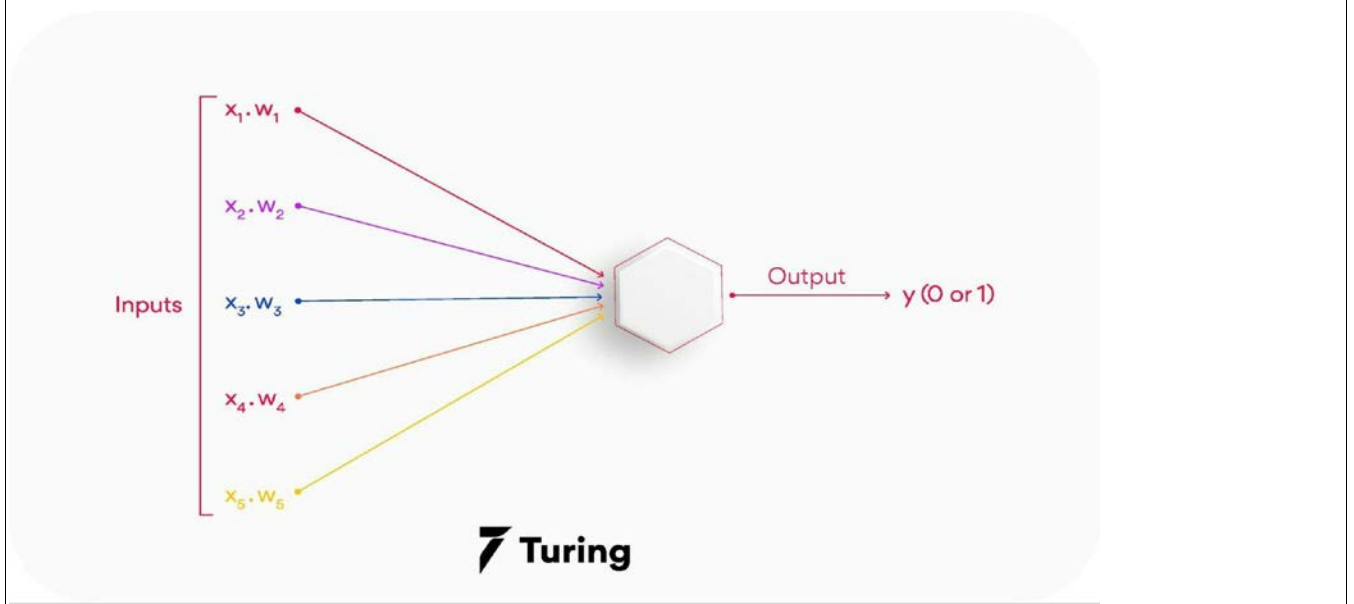 x₁.w₁
x₂.w₂
Output
Inputs
x₃.w₃
y (0 or 1)
x₄.w₄
x₅.w₅
Turing